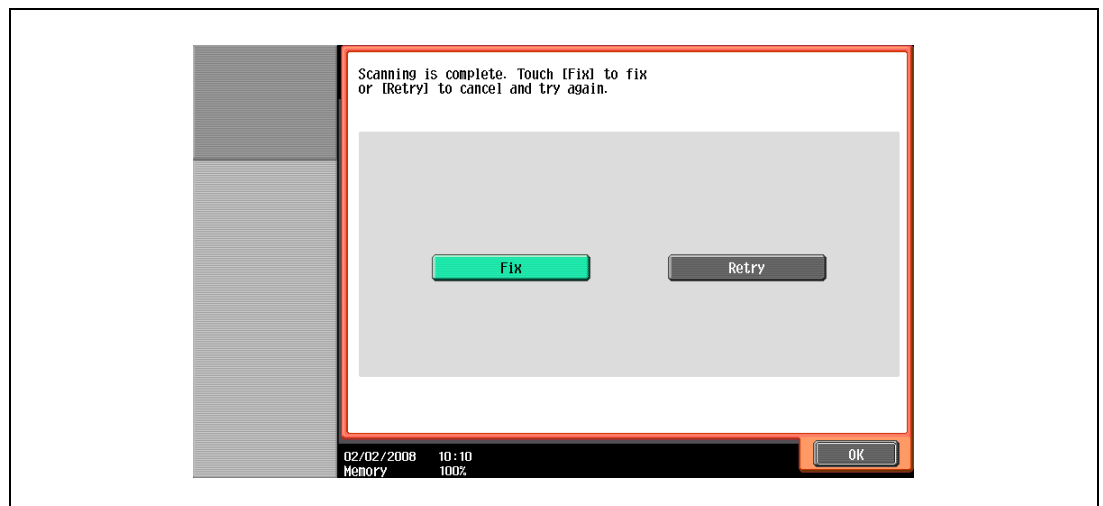 Scanning is complete. Touch [Fix] to fix
or [Retry] to cancel and try again.
Fix
Retry
02/02/2008 10:10
Memory 100%
OK